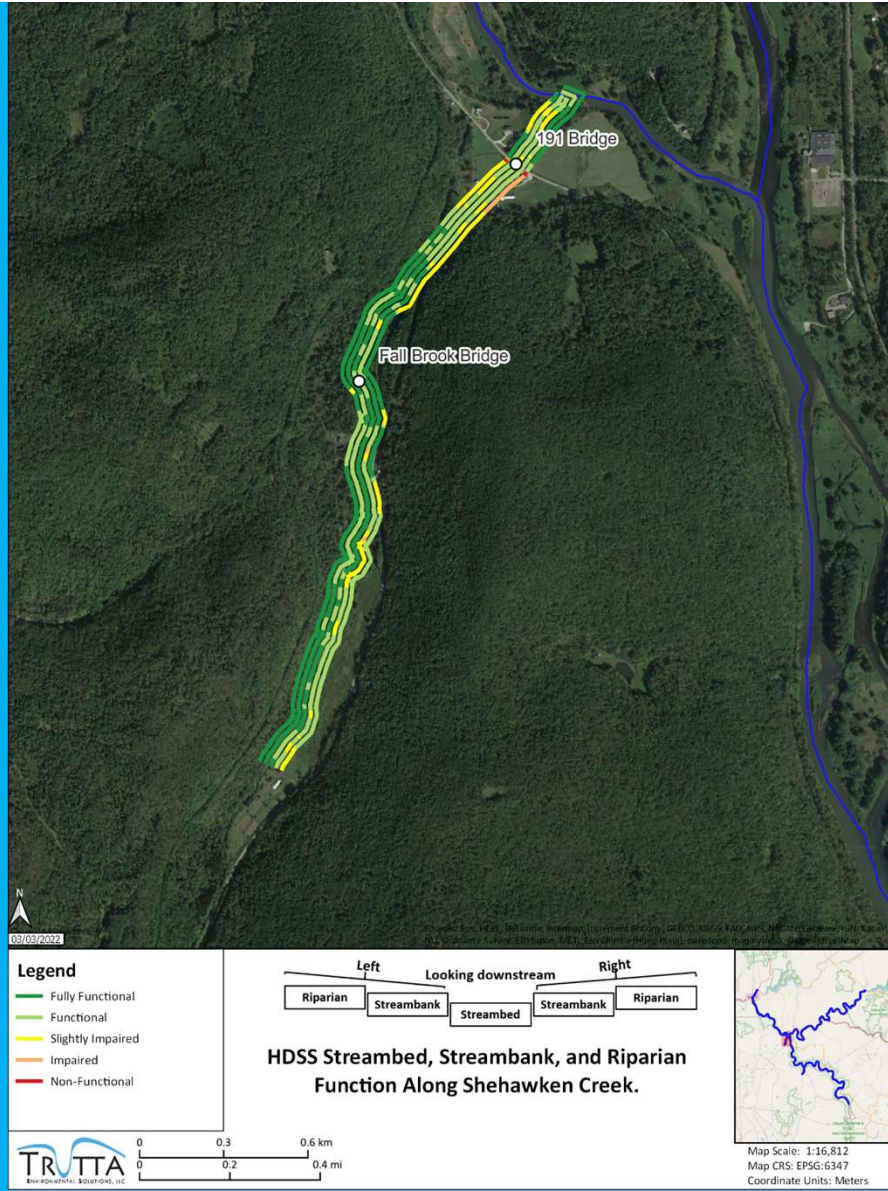 191 Bridge
Fall Brook Bridge
N
03/03/2022
Legend
Fully Functional
Functional
Slightly Impaired
Impaired
Non-Functional
Left
Looking downstream
Right
Riparian
Streambank
Streambed
Streambank
Riparian
HDSS Streambed, Streambank, and Riparian
Function Along Shehawken Creek.
TRUTTA
ENVIRONMENTAL SOLUTIONS, LLC
0 0.3 0.6 km
0 0.2 0.4 mi
Map Scale: 1:16,812
Map CRS: EPSG:6347
Coordinate Units: Meters